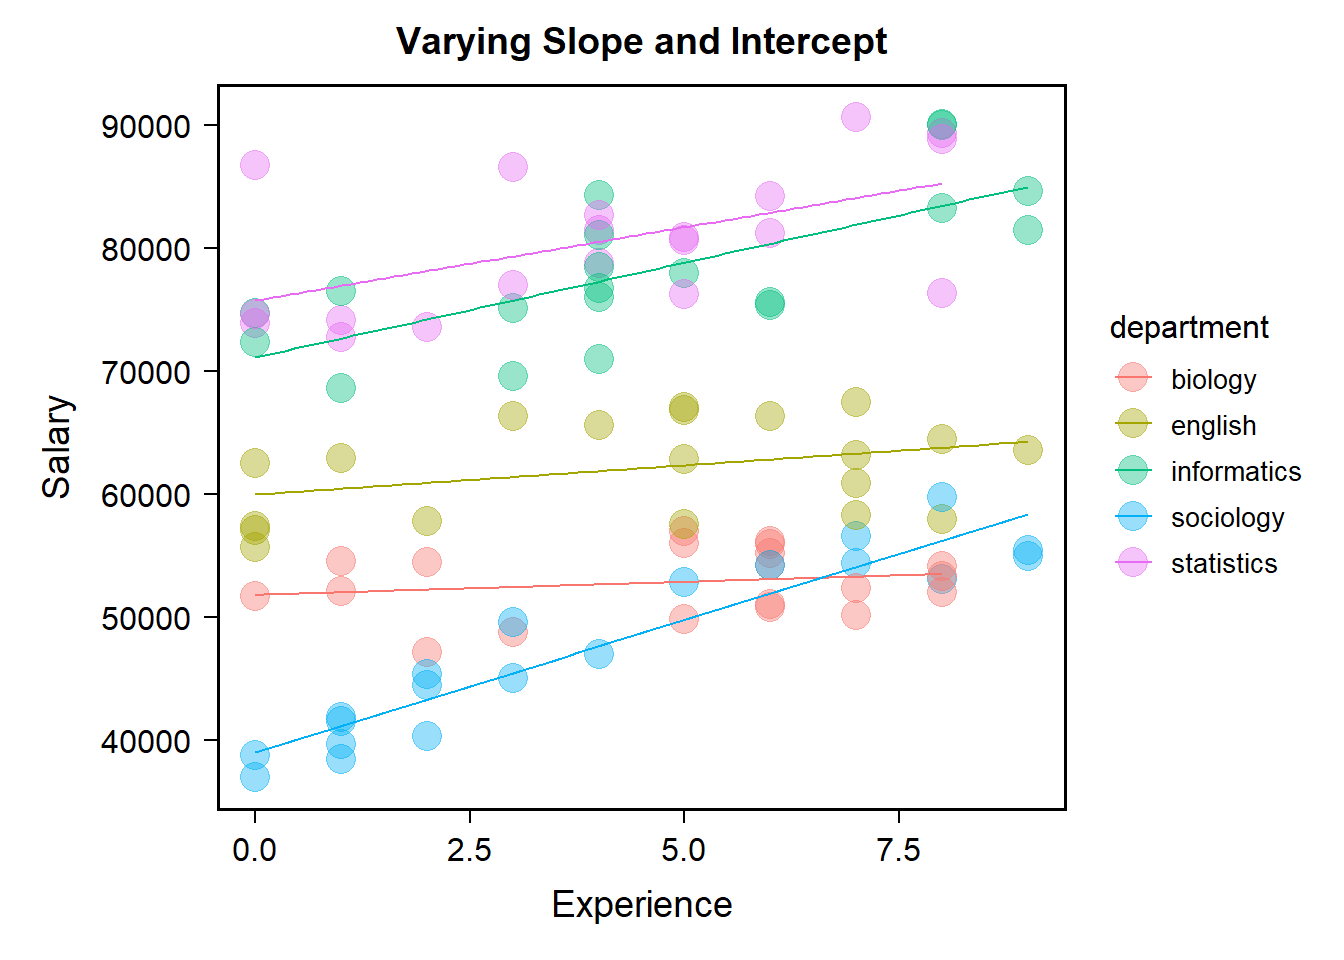 Varying Slope and Intercept
90000
80000
70000
60000
50000
40000
Salary
0.0 2.5 5.0 7.5
Experience
department
biology
english
informatics
sociology
statistics